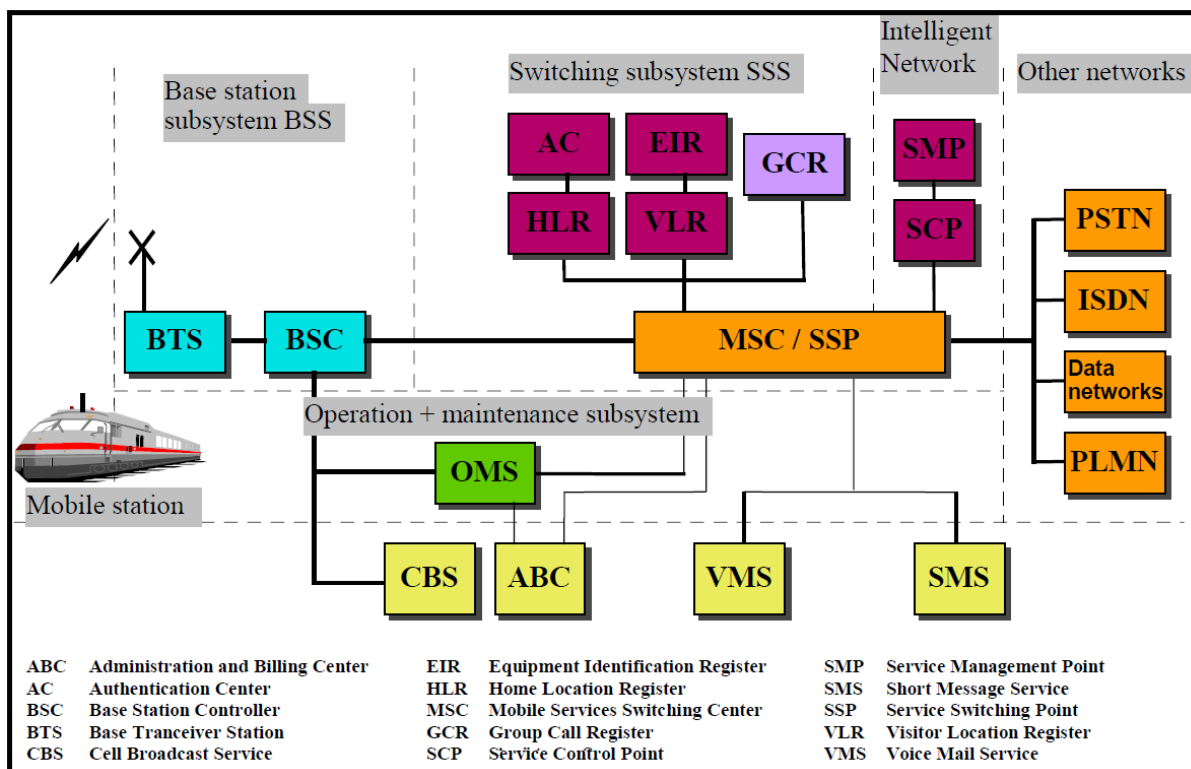 Intelligent
Network
Switching subsystem SSS
Other networks
Base station
subsystem BSS
AC
EIR
GCR
SMP
HLR
VLR
SCP
PSTN
ISDN
BTS
BSC
MSC / SSP
Data
networks
Operation + maintenance subsystem
OMS
PLMN
Mobile station
CBS
ABC
VMS
SMS
ABC Administration and Billing Center
AC Authentication Center
BSC Base Station Controller
BTS Base Tranceiver Station
CBS Cell Broadcast Service
EIR Equipment Identification Register
HLR Home Location Register
MSC Mobile Services Switching Center
GCR Group Call Register
SCP Service Control Point
SMP Service Management Point
SMS Short Message Service
SSP Service Switching Point
VLR Visitor Location Register
VMS Voice Mail Service